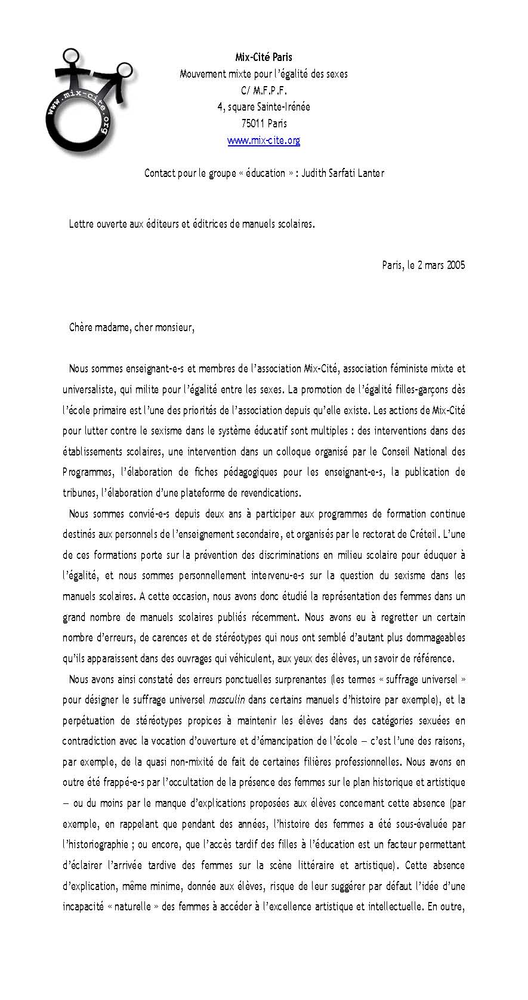 www.mix-cite.org
Mix-Cité Paris
Mouvement mixte pour l'égalité des sexes
C/ M.F.P.F.
4, square Sainte-Irénée
75011 Paris
www.mix-cite.org
Contact pour le groupe « éducation » : Judith Sarfati Lanter
Lettre ouverte aux éditeurs et éditrices de manuels scolaires.
Paris, le 2 mars 2005
Chère madame, cher monsieur,
Nous sommes enseignant-e-s et membres de l'association Mix-Cité, association féministe mixte et
universaliste, qui milite pour l'égalité entre les sexes. La promotion de l'égalité filles-garçons dès
l'école primaire est l'une des priorités de l'association depuis qu'elle existe. Les actions de Mix-Cité
pour lutter contre le sexisme dans le système éducatif sont multiples : des interventions dans des
établissements scolaires, une intervention dans un colloque organisé par le Conseil National des
Programmes, l'élaboration de fiches pédagogiques pour les enseignant-e-s, la publication de
tribunes, l'élaboration d'une plateforme de revendications.
Nous sommes convié-e-s depuis deux ans à participer aux programmes de formation continue
destinés aux personnels de l'enseignement secondaire, et organisés par le rectorat de Créteil. L'une
de ces formations porte sur la prévention des discriminations en milieu scolaire pour éduquer à
l'égalité, et nous sommes personnellement intervenu-e-s sur la question du sexisme dans les
manuels scolaires. A cette occasion, nous avons donc étudié la représentation des femmes dans un
grand nombre de manuels scolaires publiés récemment. Nous avons eu à regretter un certain
nombre d'erreurs, de carences et de stéréotypes qui nous ont semblé d'autant plus dommageables
qu'ils apparaissent dans des ouvrages qui véhiculent, aux yeux des élèves, un savoir de référence.
Nous avons ainsi constaté des erreurs ponctuelles surprenantes (les termes « suffrage universel »
pour désigner le suffrage universel masculin dans certains manuels d'histoire par exemple), et la
perpétuation de stéréotypes propices à maintenir les élèves dans des catégories sexuées en
contradiction avec la vocation d'ouverture et d'émancipation de l'école – c'est l'une des raisons,
par exemple, de la quasi non-mixité de fait de certaines filières professionnelles. Nous avons en
outre été frappé-e-s par l'occultation de la présence des femmes sur le plan historique et artistique
– ou du moins par le manque d'explications proposées aux élèves concernant cette absence (par
exemple, en rappelant que pendant des années, l'histoire des femmes a été sous-évaluée par
l'historiographie ; ou encore, que l'accès tardif des filles à l'éducation est un facteur permettant
d'éclairer l'arrivée tardive des femmes sur la scène littéraire et artistique). Cette absence
d'explication, même minime, donnée aux élèves, risque de leur suggérer par défaut l'idée d'une
incapacité « naturelle » des femmes à accéder à l'excellence artistique et intellectuelle. En outre,